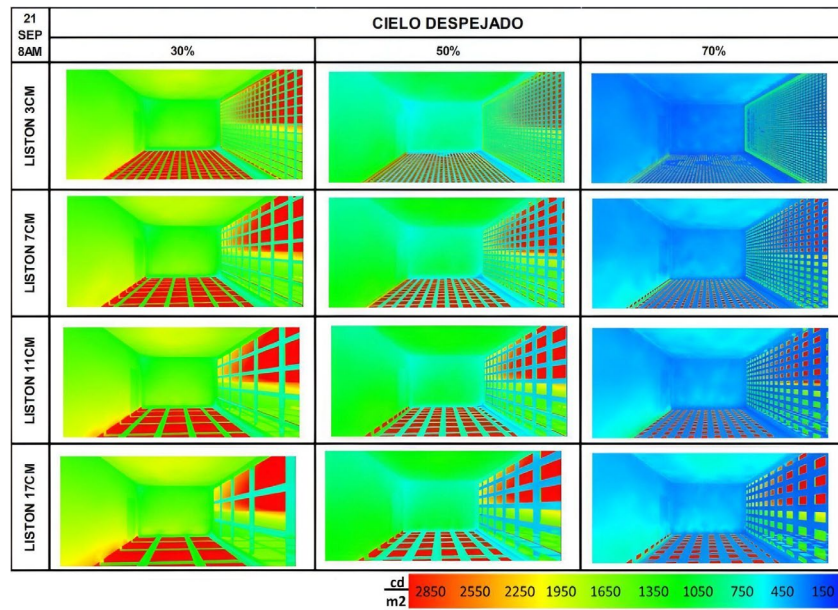 21
SEP
8AM
CIELO DESPEJADO
30%
50%
70%
LISTON 3CM
LISTON 7CM
LISTON 11CM
LISTON 17CM
cd
m2
2850 2550 2250 1950 1650 1350 1050 750 450 150